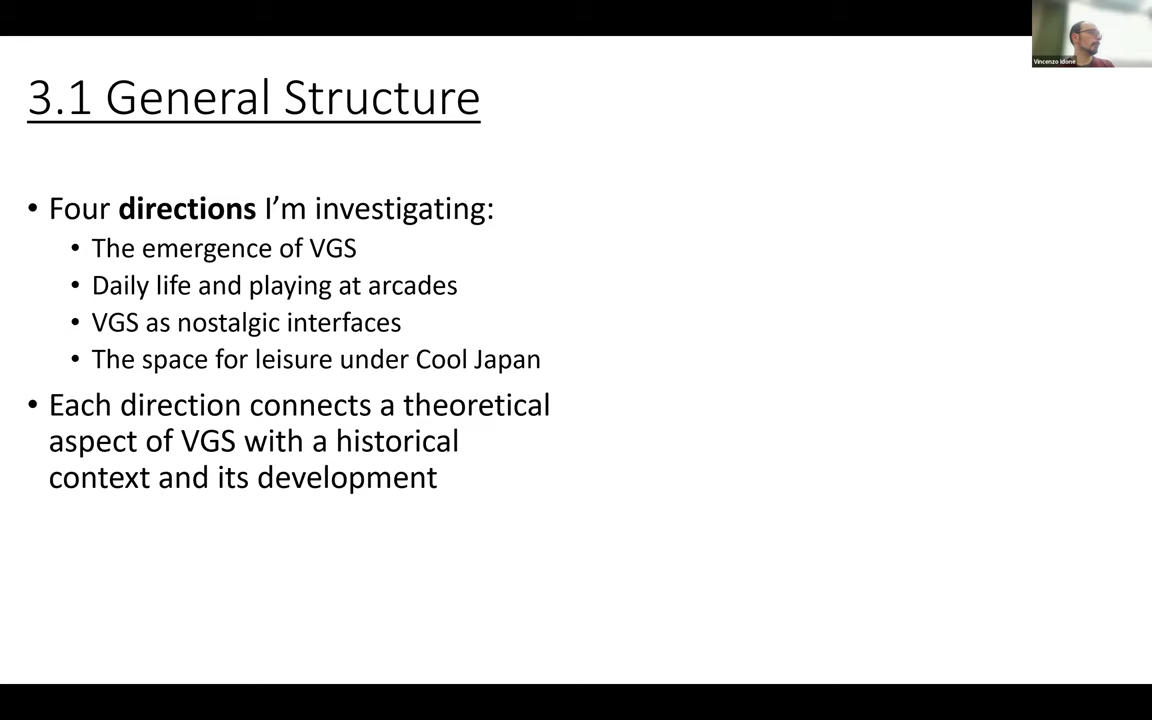 Vincenzo Idone
3.1 General Structure
• Four directions I'm investigating:
• The emergence of VGS
• Daily life and playing at arcades
• VGS as nostalgic interfaces
• The space for leisure under Cool Japan
• Each direction connects a theoretical
aspect of VGS with a historical
context and its development